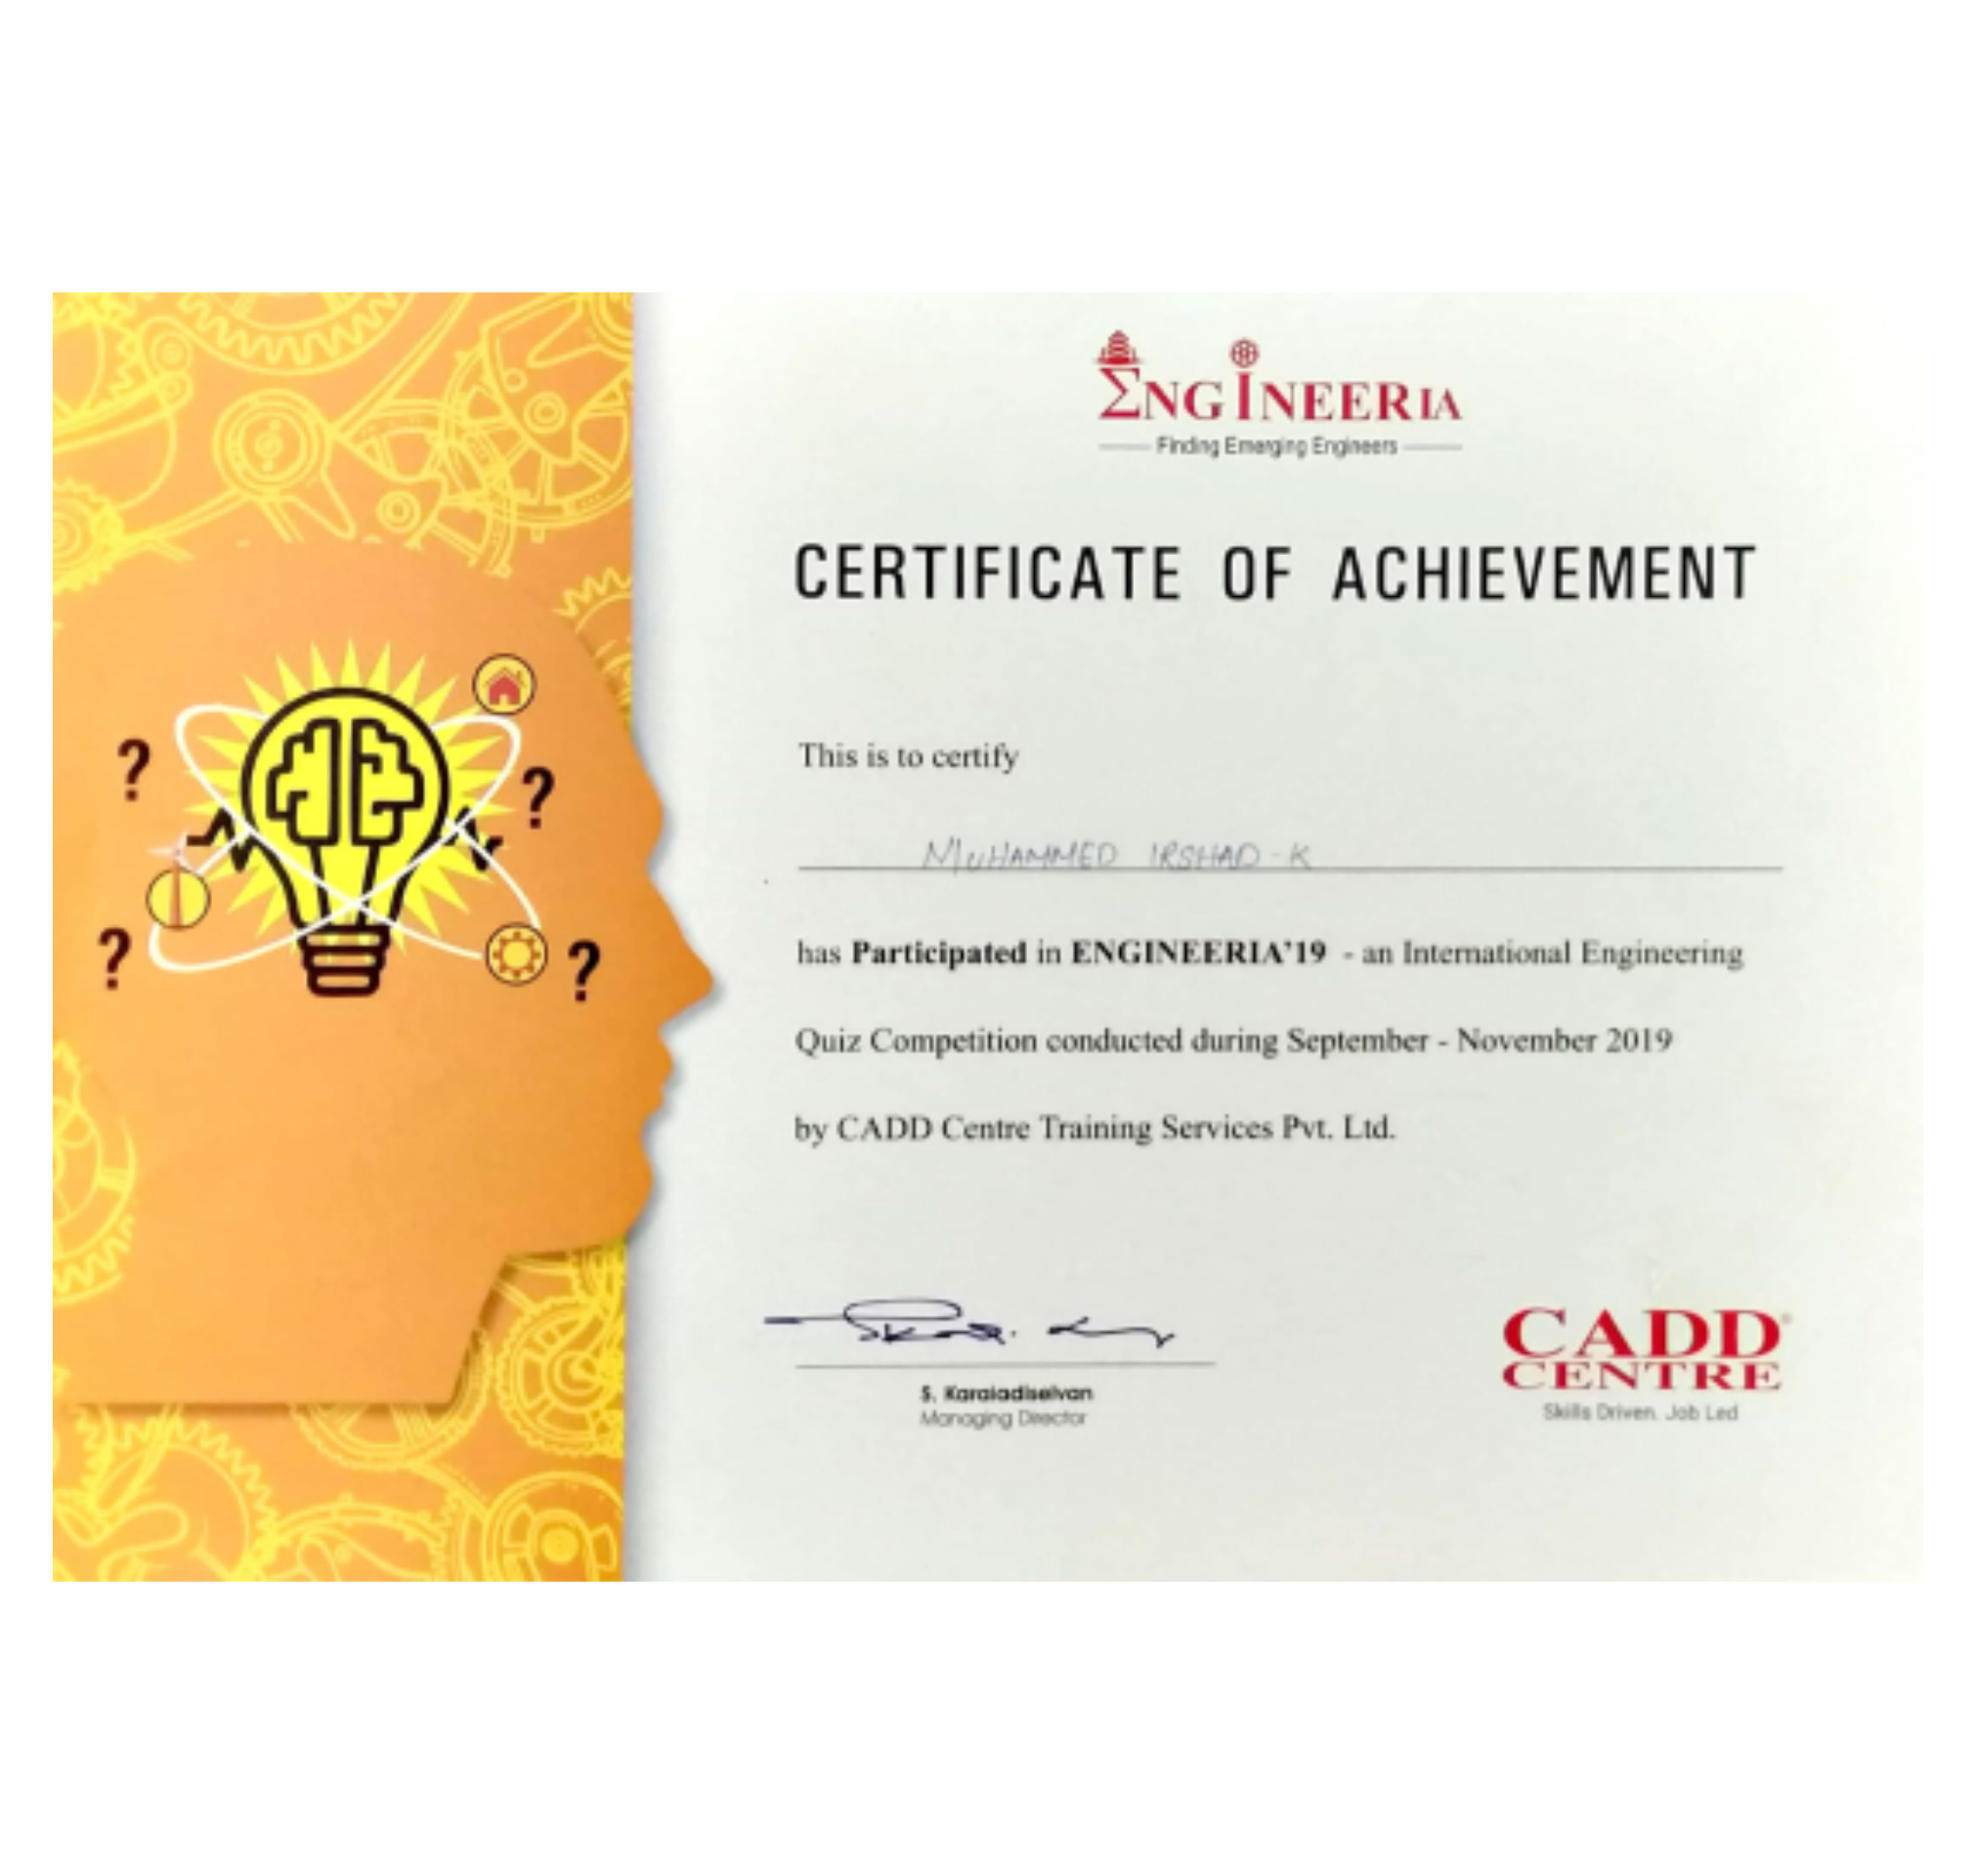 ENGINEERIA
Finding Emerging Engineers
CERTIFICATE OF ACHIEVEMENT
This is to certify
MUHAMMED IRSHAD - K
has Participated in ENGINEERIA'19 - an International Engineering
Quiz Competition conducted during September - November 2019
by CADD Centre Training Services Pvt. Ltd.
S. Karaiadiselvan
Managing Director
CADD
CENTRE
Skills Driven. Job Led
? ? ? ?